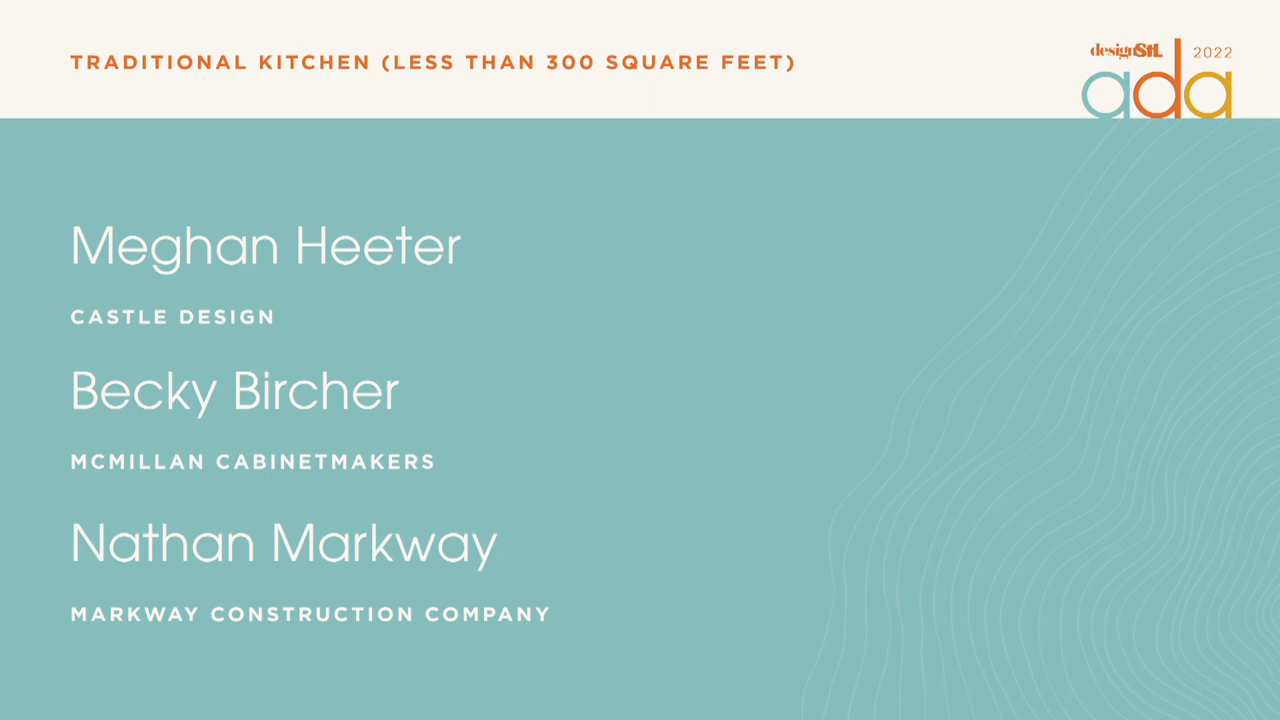 TRADITIONAL KITCHEN (LESS THAN 300 SQUARE FEET)
designStL 2022
ada
Meghan Heeter
CASTLE DESIGN
Becky Bircher
MCMILLAN CABINETMAKERS
Nathan Markway
MARKWAY CONSTRUCTION COMPANY